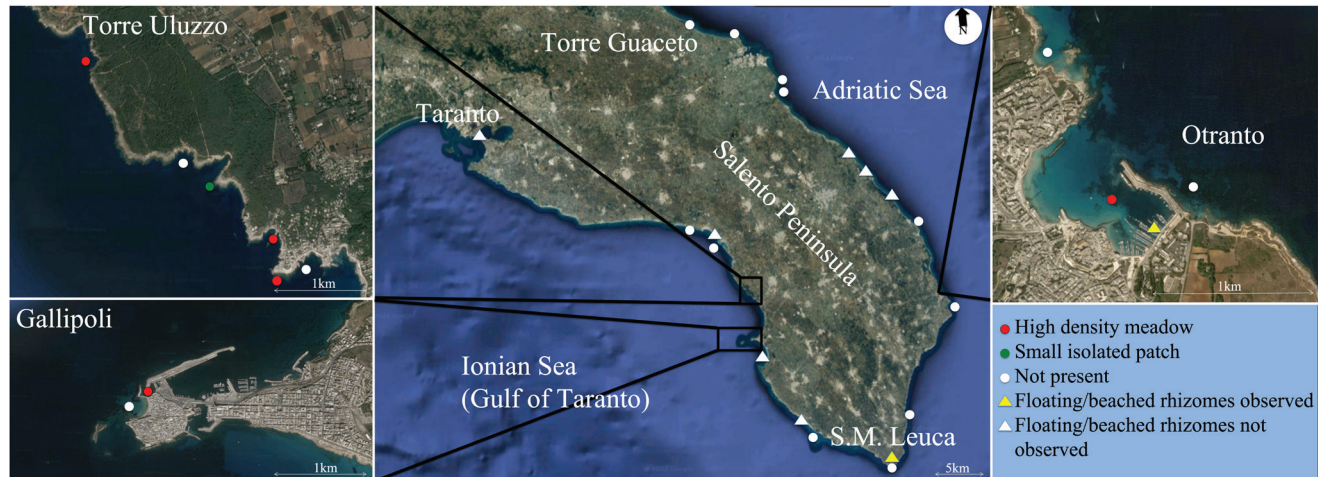 Torre Uluzzo
1km
Gallipoli
1km
N
Torre Guaceto
Adriatic Sea
Taranto
Salento Peninsula
Ionian Sea
(Gulf of Taranto)
S.M. Leuca
5km
Otranto
1km
High density meadow
Small isolated patch
Not present
Floating/beached rhizomes observed
Floating/beached rhizomes not
observed